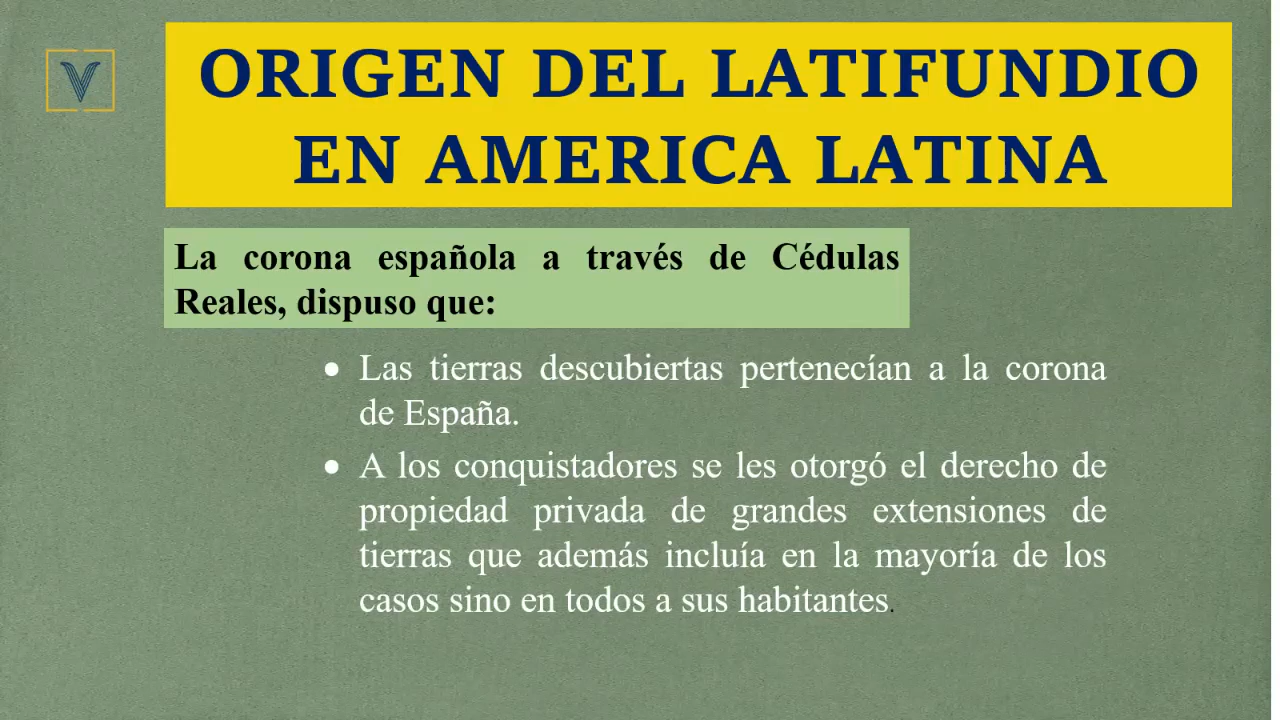 V
ORIGEN DEL LATIFUNDIO
EN AMERICA LATINA
La corona española a través de Cédulas
Reales, dispuso que:
• Las tierras descubiertas pertenecían a la corona
de España.
• A los conquistadores se les otorgó el derecho de
propiedad privada de grandes extensiones de
tierras que además incluía en la mayoría de los
casos sino en todos a sus habitantes.